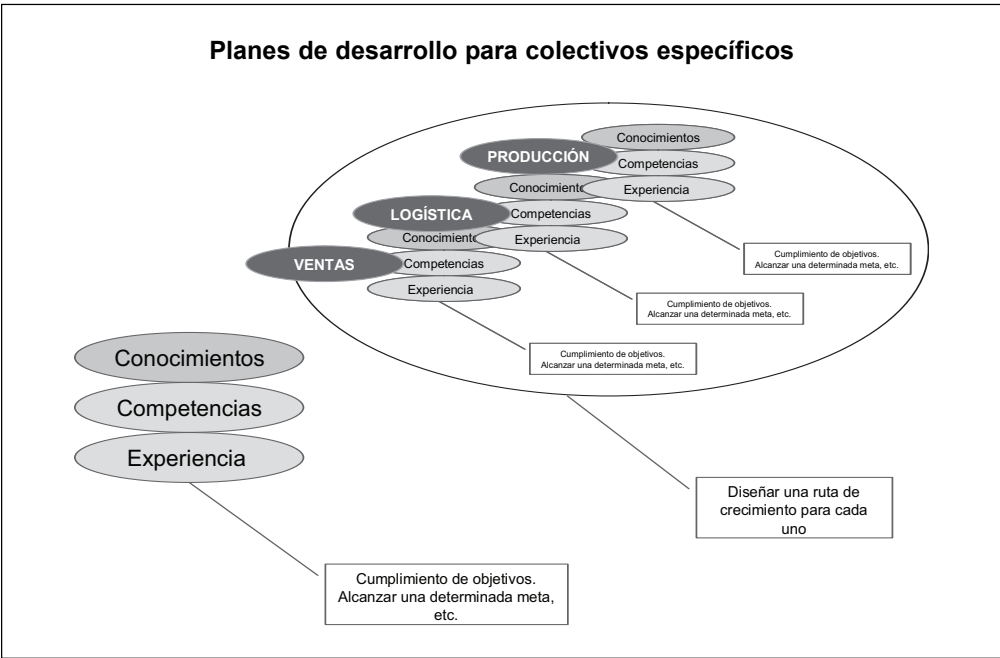 Planes de desarrollo para colectivos específicos
Conocimientos
PRODUCCIÓN
Competencias
Conocimiento
Experiencia
LOGÍSTICA
Competencias
Conocimiento
Experiencia
VENTAS
Competencias
Experiencia
Cumplimiento de objetivos.
Alcanzar una determinada meta, etc.
Cumplimiento de objetivos.
Alcanzar una determinada meta, etc.
Cumplimiento de objetivos.
Alcanzar una determinada meta, etc.
Conocimientos
Competencias
Experiencia
Diseñar una ruta de
crecimiento para cada
uno
Cumplimiento de objetivos.
Alcanzar una determinada meta,
etc.